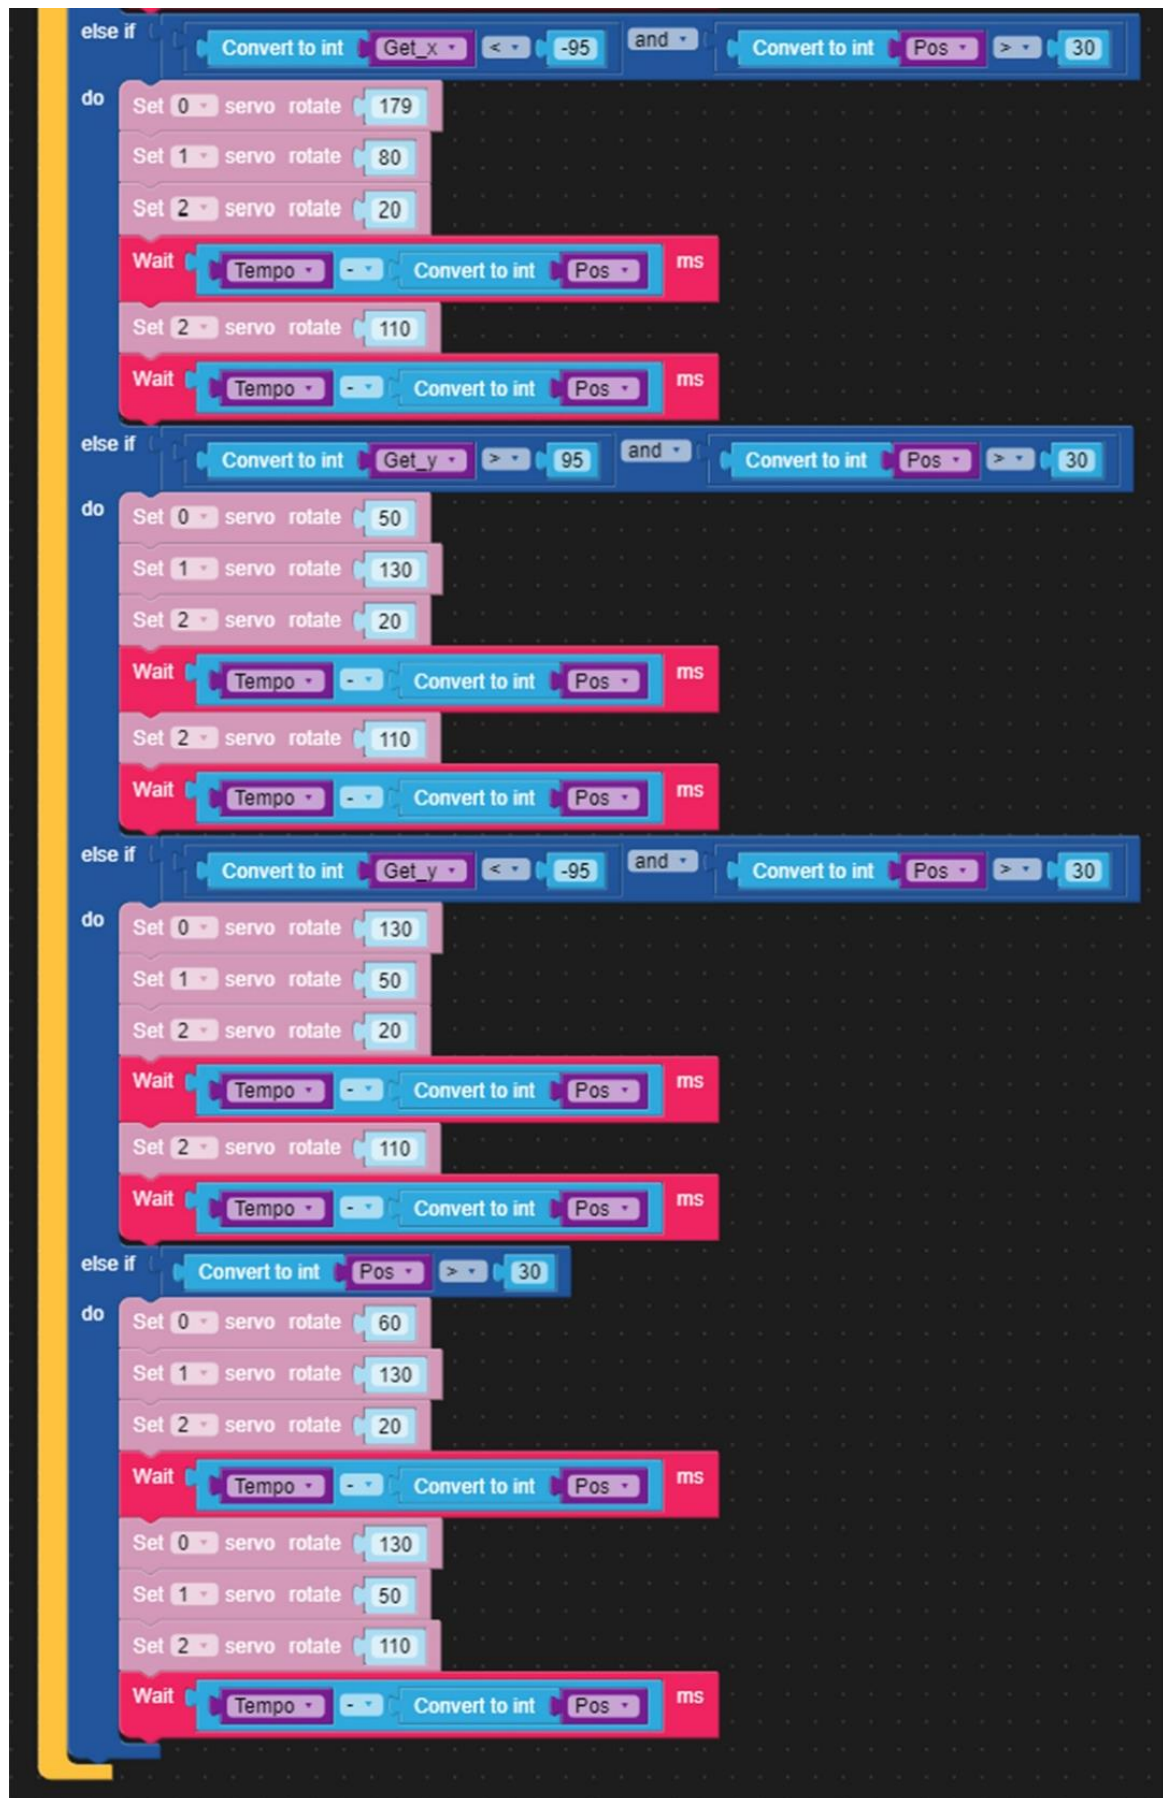 else if Convert to int Get_x < -95 and Convert to int Pos > 30
do Set 0 servo rotate 179
Set 1 servo rotate 80
Set 2 servo rotate 20
Wait Tempo - Convert to int Pos ms
Set 2 servo rotate 110
Wait Tempo - Convert to int Pos ms
else if Convert to int Get_y > 95 and Convert to int Pos > 30
do Set 0 servo rotate 50
Set 1 servo rotate 130
Set 2 servo rotate 20
Wait Tempo - Convert to int Pos ms
Set 2 servo rotate 110
Wait Tempo - Convert to int Pos ms
else if Convert to int Get_y < -95 and Convert to int Pos > 30
do Set 0 servo rotate 130
Set 1 servo rotate 50
Set 2 servo rotate 20
Wait Tempo - Convert to int Pos ms
Set 2 servo rotate 110
Wait Tempo - Convert to int Pos ms
else if Convert to int Pos > 30
do Set 0 servo rotate 60
Set 1 servo rotate 130
Set 2 servo rotate 20
Wait Tempo - Convert to int Pos ms
Set 0 servo rotate 130
Set 1 servo rotate 50
Set 2 servo rotate 110
Wait Tempo - Convert to int Pos ms